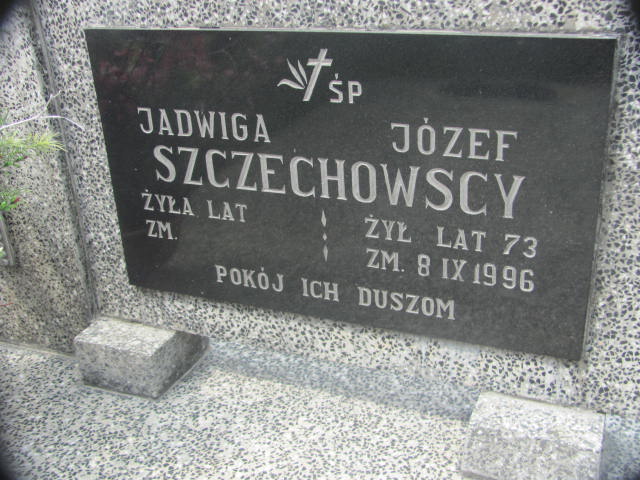 ŚP
JADWIGA JÓZEF
SZCZECHOWSCY
ŻYŁA LAT ŻYŁ LAT 73
ZM. ZM. 8 IX 1996
POKÓJ ICH DUSZOM